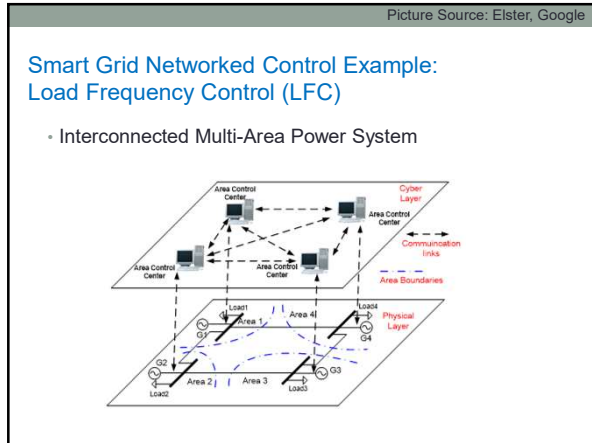 Picture Source: Elster, Google
Smart Grid Networked Control Example:
Load Frequency Control (LFC)
• Interconnected Multi-Area Power System
Area Control
Center
Cyber
Layer
Area Control
Center
Commuincation
links
Area Control
Center
Area Control
Center
Area Boundaries
Load1
Load4
Area 1
Area 4
Physical
Layer
G1
G4
G2
G3
Area 2
Area 3
Load2
Load3